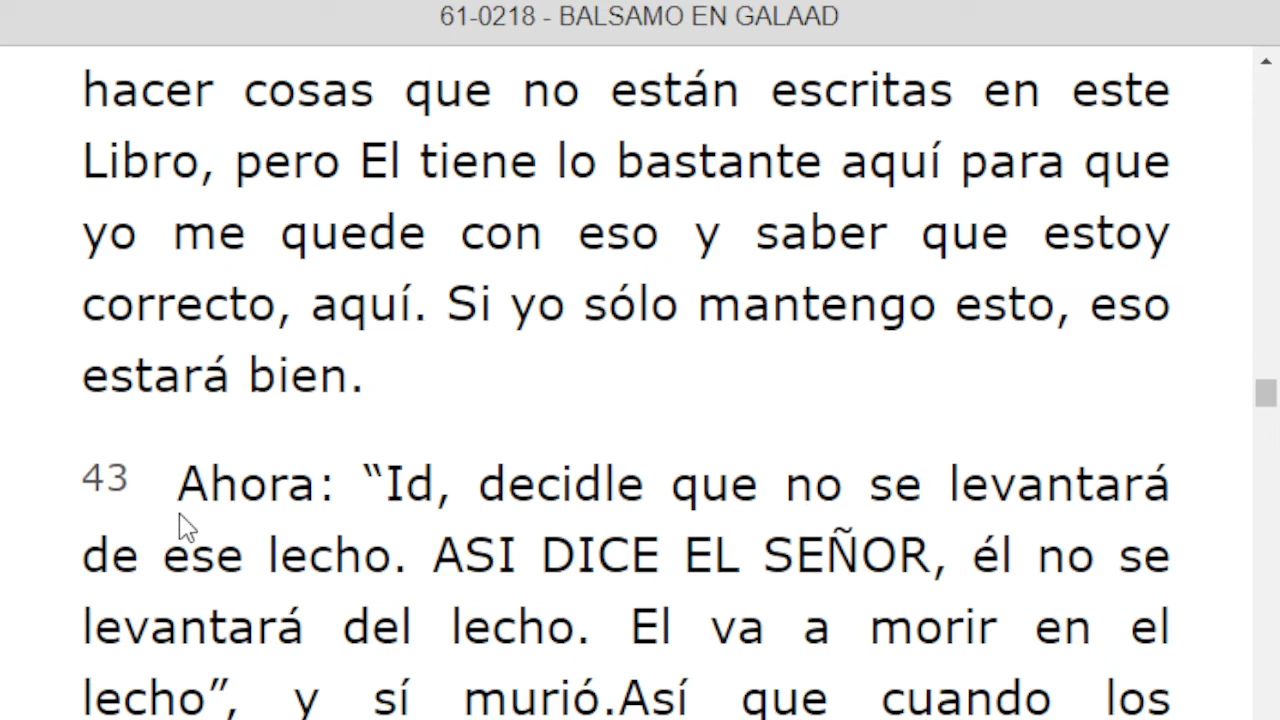 61-0218 - BALSAMO EN GALAAD
hacer cosas que no están escritas en este
Libro, pero El tiene lo bastante aquí para que
yo me quede con eso y saber que estoy
correcto, aquí. Si yo sólo mantengo esto, eso
estará bien.
43 Ahora: “Id, decidle que no se levantará
de ese lecho. ASI DICE EL SEÑOR, él no se
levantará del lecho. El va a morir en el
lecho”, y sí murió.Así que cuando los